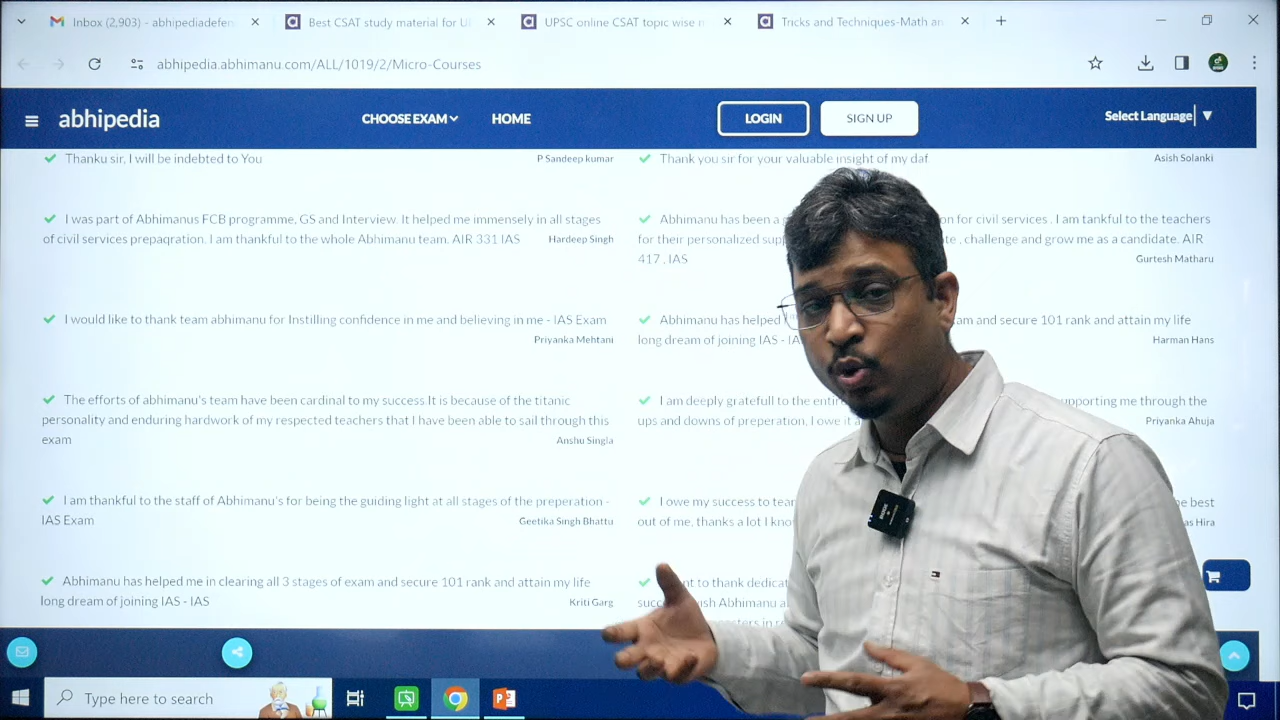 Inbox (2,903) - abhipediadefen
Best CSAT study material for U
UPSC online CSAT topic wise
Tricks and Techniques-Math an
abhipedia.abhimanu.com/ALL/1019/2/Micro-Courses
abhipedia
CHOOSE EXAM
HOME
LOGIN
SIGN UP
Select Language
Thanku sir, I will be indebted to You
P Sandeep kumar
Thank you sir for your valuable insight of my daf.
Asish Solanki
I was part of Abhimanus FCB programme, GS and Interview. It helped me immensely in all stages
of civil services prepaqration. I am thankful to the whole Abhimanu team. AIR 331 IAS
Hardeep Singh
Abhimanu has been a on for civil services . I am tankful to the teachers
for their personalized supp ate , challenge and grow me as a candidate. AIR
417 , IAS
Gurtesh Matharu
I would like to thank team abhimanu for Instilling confidence in me and believing in me - IAS Exam
Priyanka Mehtani
Abhimanu has helped am and secure 101 rank and attain my life
long dream of joining IAS - IA
Harman Hans
The efforts of abhimanu's team have been cardinal to my success It is because of the titanic
personality and enduring hardwork of my respected teachers that I have been able to sail through this
exam
Anshu Singla
I am deeply gratefull to the entir upporting me through the
ups and downs of preperation, I owe it a
Priyanka Ahuja
I am thankful to the staff of Abhimanu's for being the guiding light at all stages of the preperation -
IAS Exam
Geetika Singh Bhattu
I owe my success to tea be best
out of me, thanks a lot I kno
as Hira
Abhimanu has helped me in clearing all 3 stages of exam and secure 101 rank and attain my life
long dream of joining IAS - IAS
Kriti Garg
nt to thank dedicat
succ ish Abhimanu a
sters in r
Type here to search